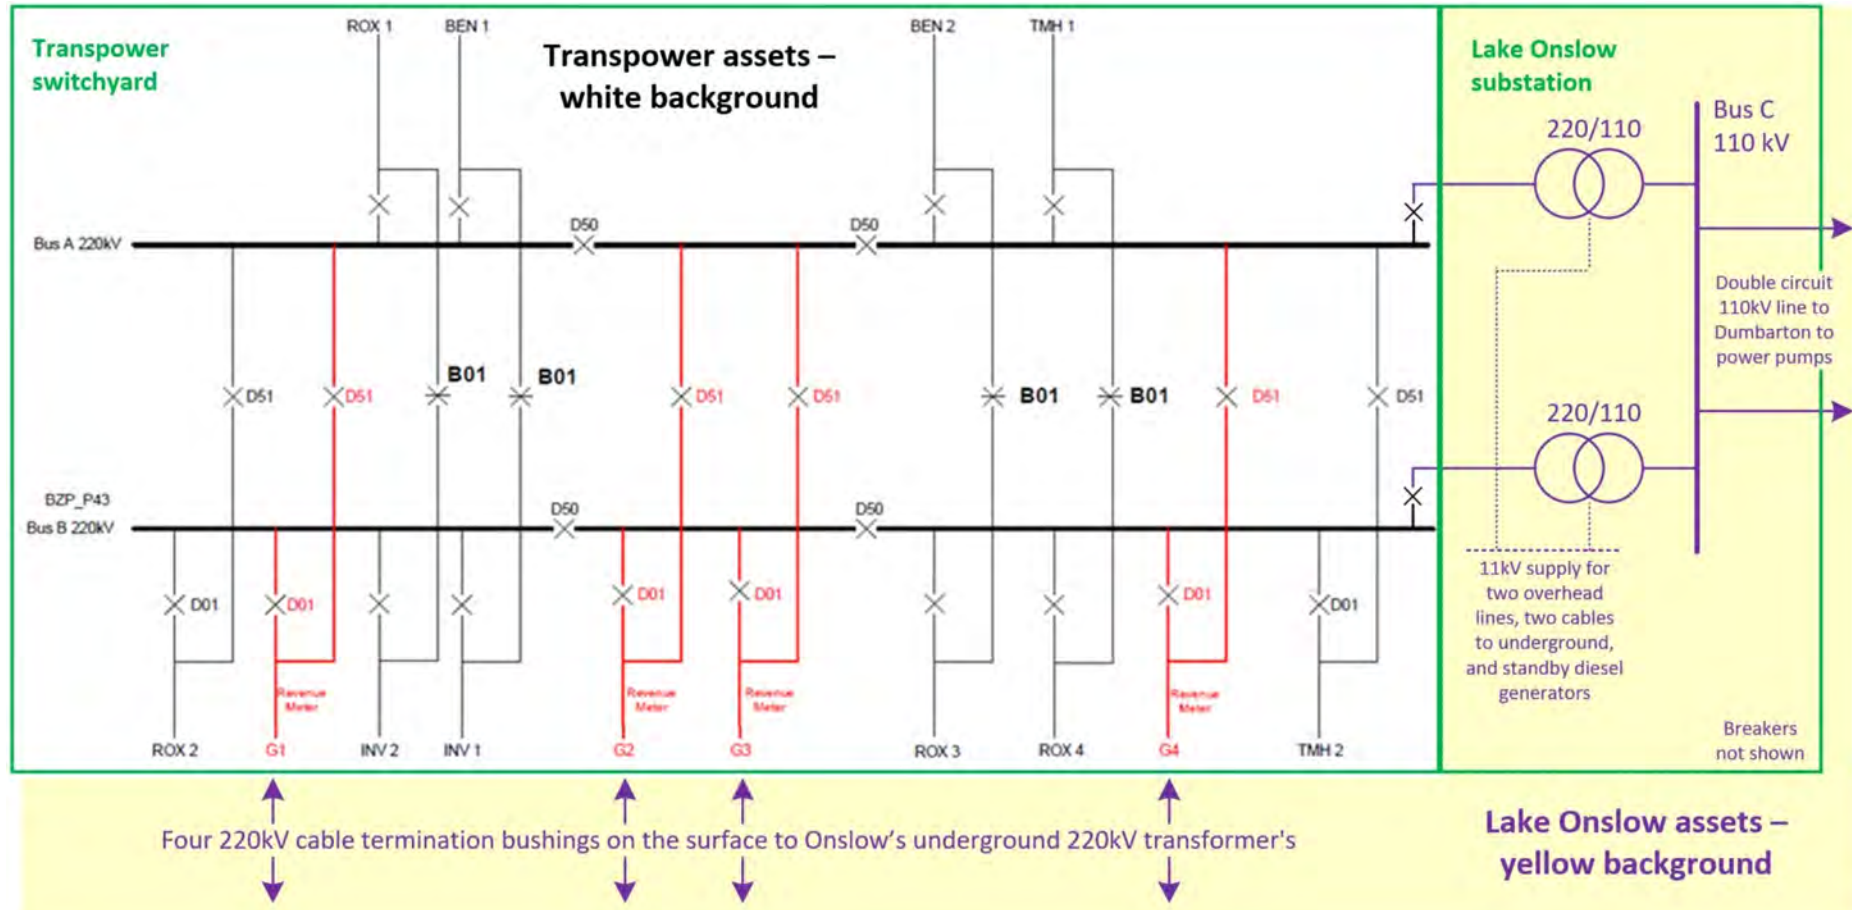 ROX 1
BEN 1
BEN 2
TMH 1
Transpower
switchyard
Transpower assets –
white background
Lake Onslow
substation
Bus C
110 kV
220/110
D50
D50
Bus A 220kV
Double circuit
110kV line to
Dumbarton to
power pumps
B01
B01
D51
D51
D51
D51
B01
B01
D51
D51
220/110
BZP_P43
Bus B 220kV
D50
D50
11kV supply for
two overhead
lines, two cables
to underground,
and standby diesel
generators
D01
D01
D01
D01
D01
D01
Revenue
Meter
Revenue
Meter
Revenue
Meter
Revenue
Meter
Breakers
not shown
ROX 2
G1
INV 2
INV 1
G2
G3
ROX 3
ROX 4
G4
TMH 2
Four 220kV cable termination bushings on the surface to Onslow's underground 220kV transformer's
Lake Onslow assets –
yellow background